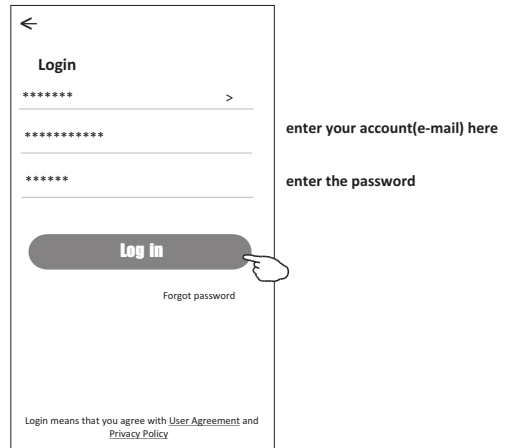 Login
******* >
***********
enter your account(e-mail) here
******
enter the password
Log in
Forgot password
Login means that you agree with User Agreement and
Privacy Policy